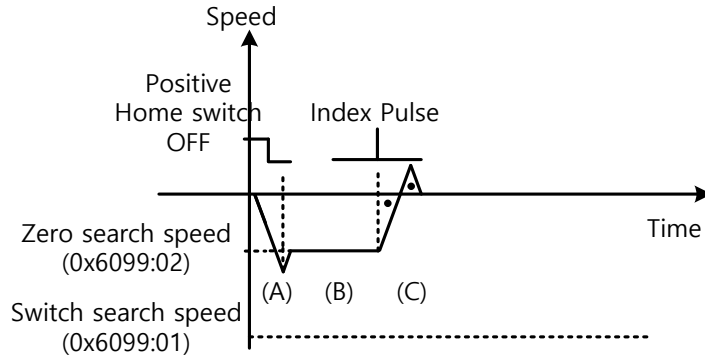 Speed
Positive
Home switch
OFF
Index Pulse
Time
Zero search speed
(0x6099:02)
(A)
(B)
(C)
Switch search speed
(0x6099:01)